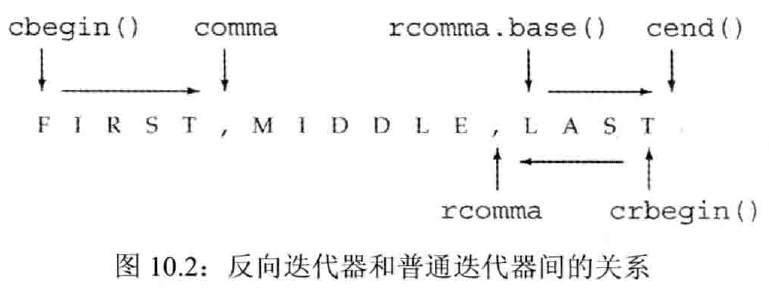 cbegin() comma rcomma.base() cend()
F I R S T , M I D D L E , L A S T
rcomma crbegin()
图 10.2：反向迭代器和普通迭代器间的关系